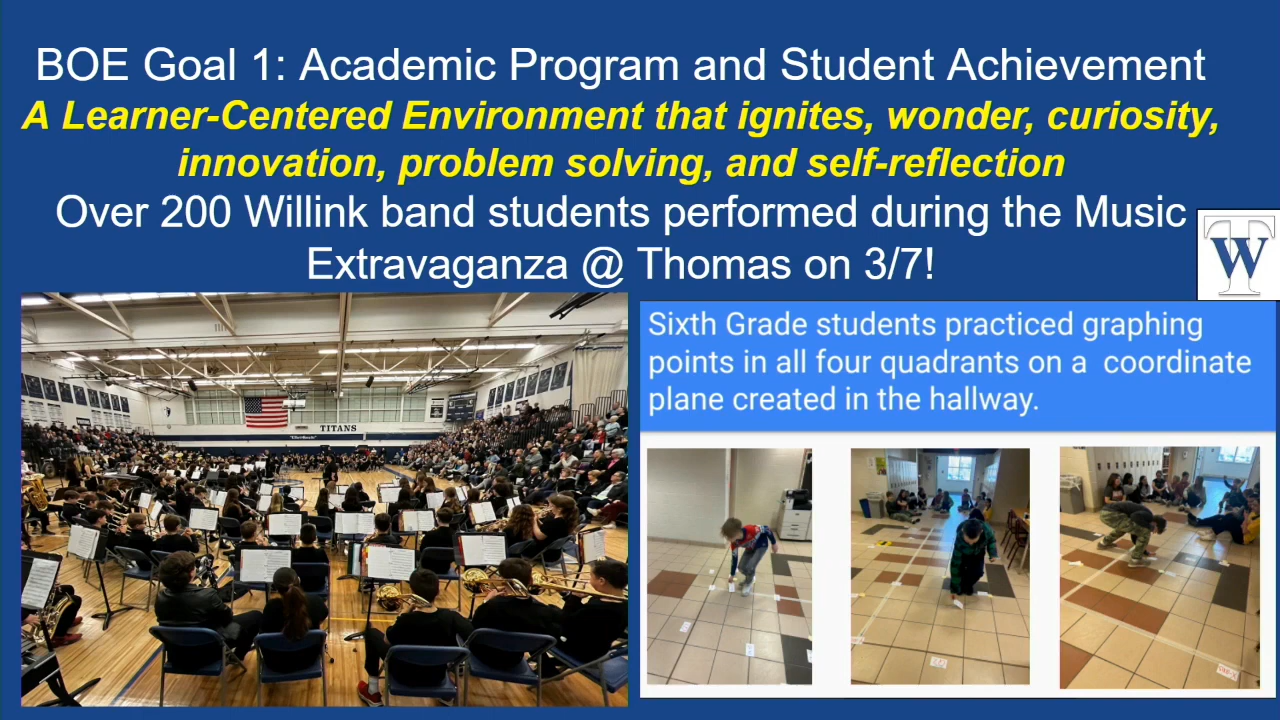 BOE Goal 1: Academic Program and Student Achievement
A Learner-Centered Environment that ignites, wonder, curiosity,
innovation, problem solving, and self-reflection
Over 200 Willink band students performed during the Music
Extravaganza @ Thomas on 3/7!
TW
Sixth Grade students practiced graphing
points in all four quadrants on a  coordinate
plane created in the hallway.
TITANS